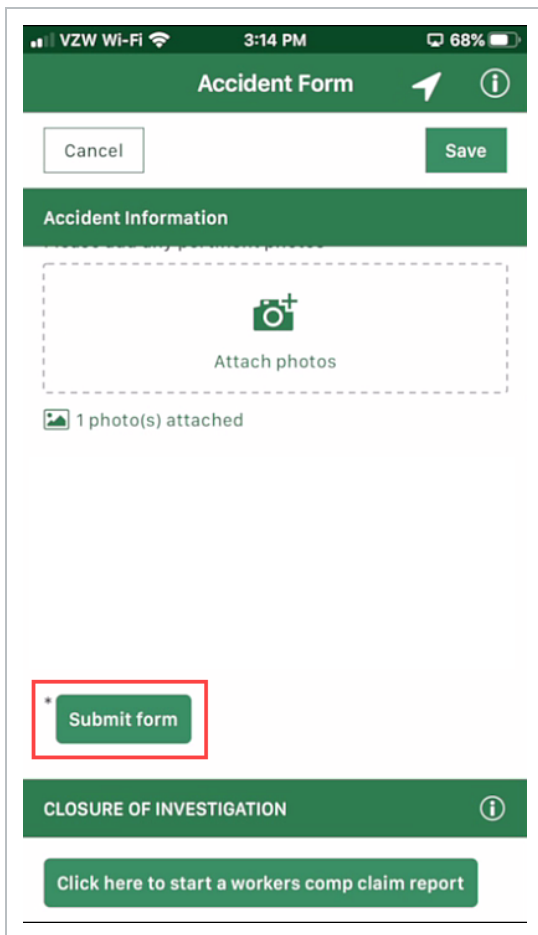 VZW Wi-Fi 3:14 PM 68%
Accident Form
Cancel Save
Accident Information
Attach photos
1 photo(s) attached
* Submit form
CLOSURE OF INVESTIGATION
Click here to start a workers comp claim report